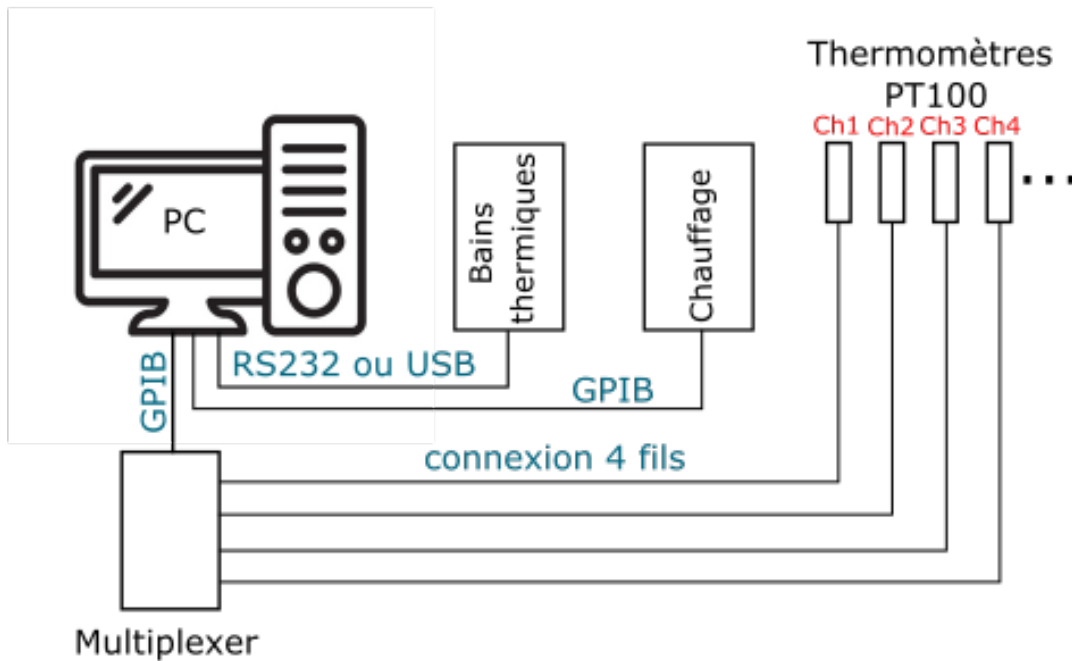 Thermomètres
PT100
Ch1 Ch2 Ch3 Ch4
...
PC
Bains
thermiques
Chauffage
GPIB
RS232 ou USB
GPIB
connexion 4 fils
Multiplexer